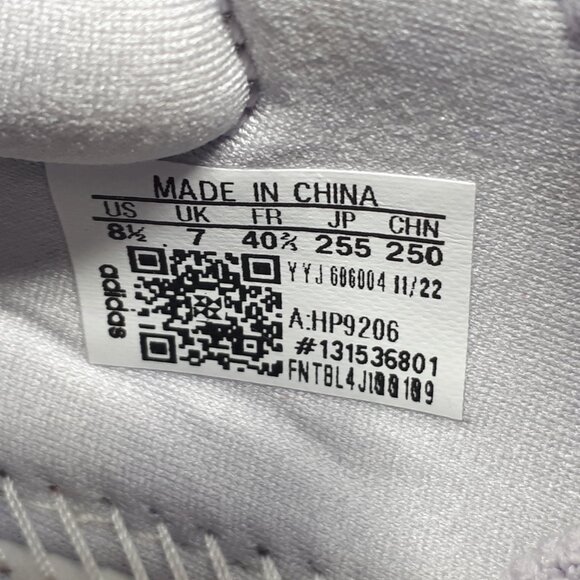 MADE IN CHINA
US UK FR JP CHN
8½ 7 40⅔ 255 250
adidas
YYJ 606004 11/22
A:HP9206
#131536801